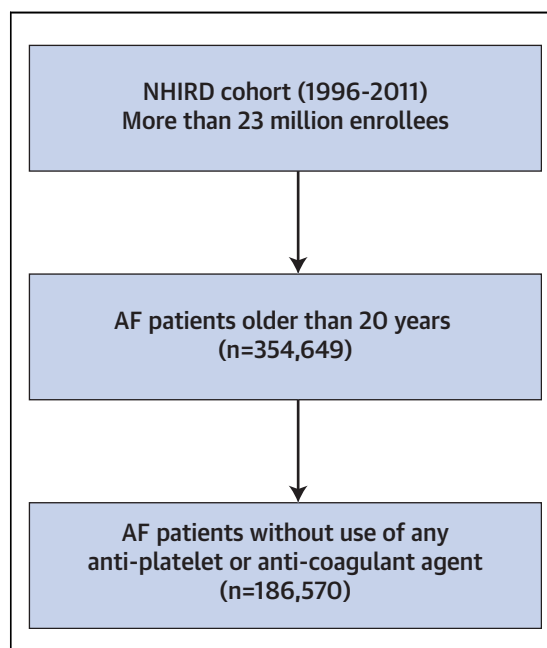 NHIRD cohort (1996-2011)
More than 23 million enrollees
AF patients older than 20 years
(n=354,649)
AF patients without use of any
anti-platelet or anti-coagulant agent
(n=186,570)